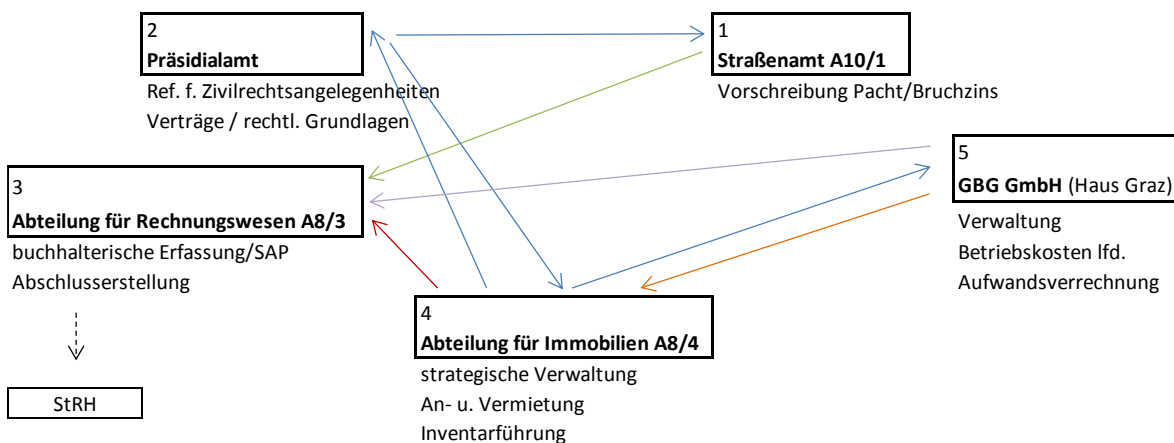 2
Präsidialamt
Ref. f. Zivilrechtsangelegenheiten
Verträge / rechtl. Grundlagen
1
Straßenamt A10/1
Vorschreibung Pacht/Bruchzins
3
Abteilung für Rechnungswesen A8/3
buchhalterische Erfassung/SAP
Abschlusserstellung
5
GBG GmbH (Haus Graz)
Verwaltung
Betriebskosten lfd.
Aufwandsverrechnung
4
Abteilung für Immobilien A8/4
strategische Verwaltung
An- u. Vermietung
Inventarführung
StRH